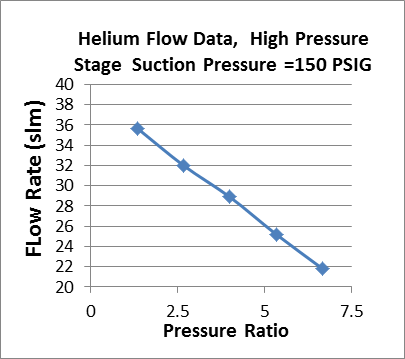 Helium Flow Data, High Pressure
Stage Suction Pressure =150 PSIG
FLow Rate (slm)
40
38
36
34
32
30
28
26
24
22
20
0 2.5 5 7.5
Pressure Ratio